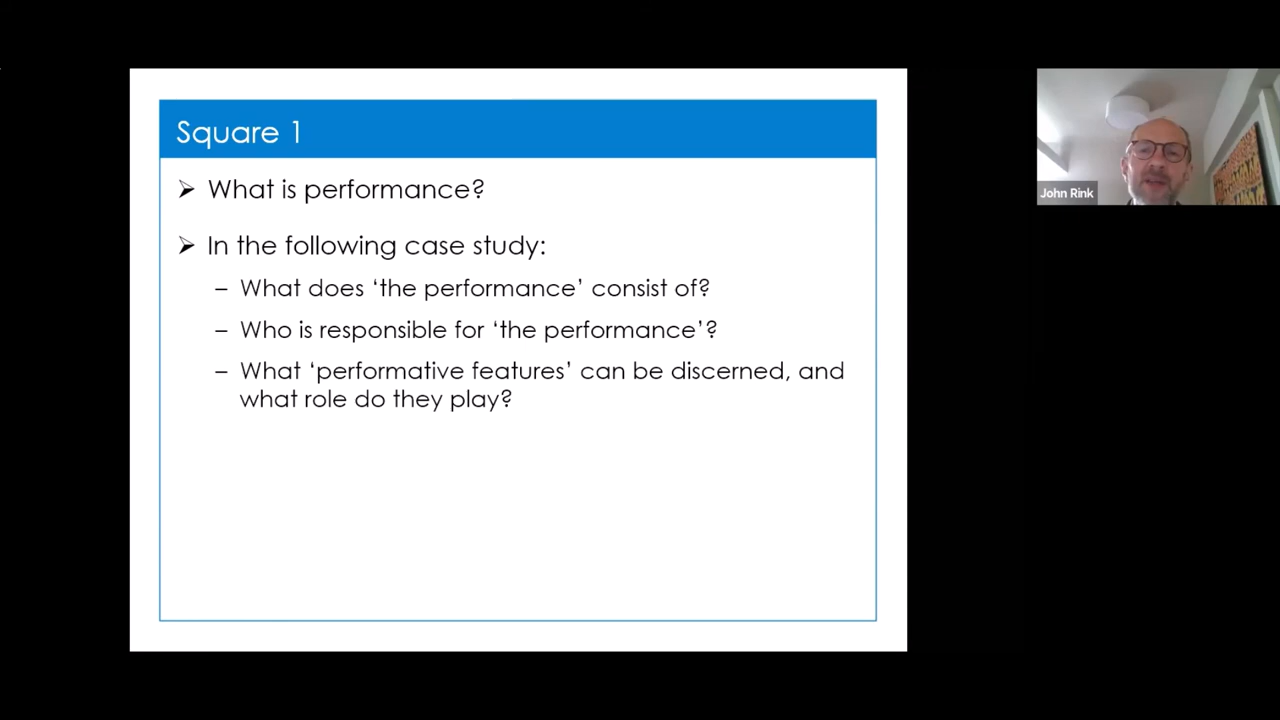 Square 1
➢ What is performance?
➢ In the following case study:
– What does ‘the performance’ consist of?
– Who is responsible for ‘the performance’?
– What ‘performative features’ can be discerned, and
what role do they play?
John Rink